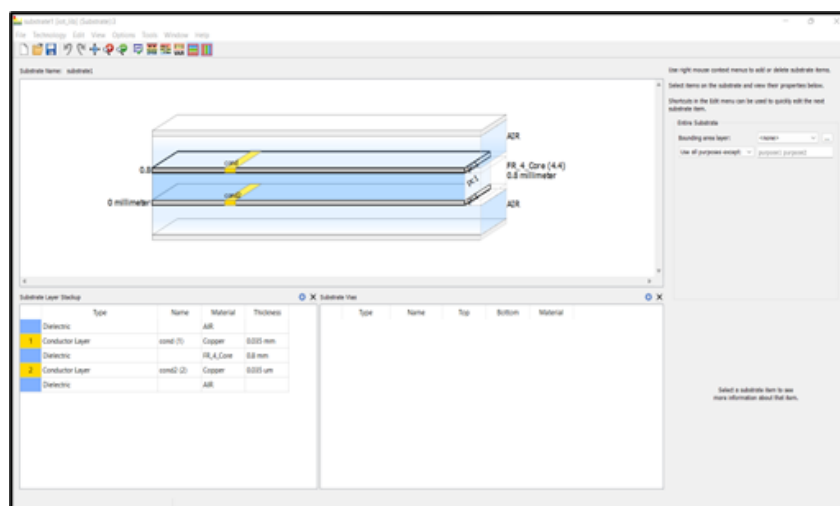 substrate1 [
(Substrate):3
File Technology Edit View Options Tools Window Help
Substrate Name: substrate1
Use right mouse context menus to add or delete substrate items.
Select items on the substrate and view their properties below.
Shortcuts in the Edit menu can be used to quickly edit the next
substrate item.
Entire Substrate
Bounding area layer: <none> ...
Use all purposes except:
AIR
cond
0.8
FR_4_Core (4.4)
0.8 millimeter
cond2
0 millimeter
AIR
Substrate Layer Stackup
Type Name Material Thickness
Dielectric AIR
1 Conductor Layer cond (1) Copper 0.035 mm
Dielectric FR_4_Core 0.8 mm
2 Conductor Layer cond2 (2) Copper 0.035 um
Dielectric AIR
Substrate Vias
Type Name Top Bottom Material
Select a substrate item to see
more information about that item.